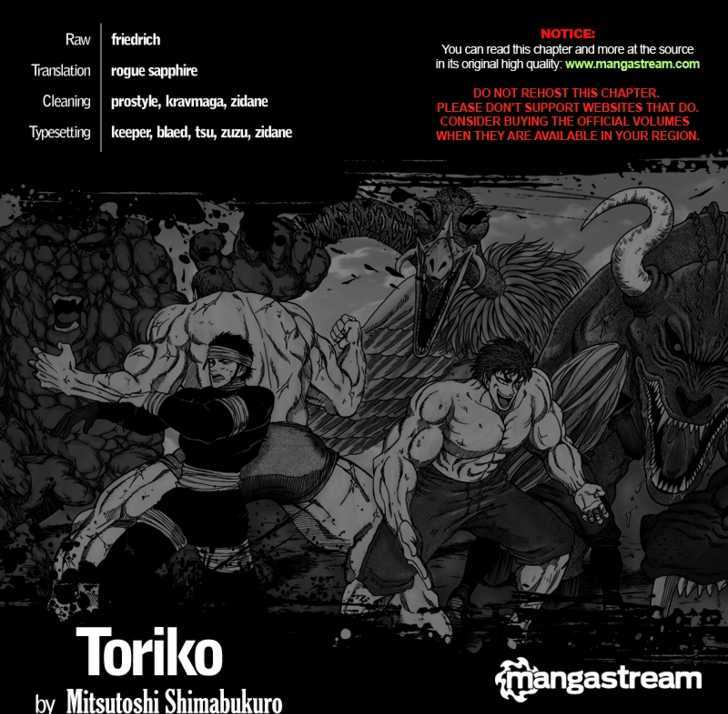 Raw friedrich
Translation rogue sapphire
Cleaning prostyle, kravmaga, zidane
Typesetting keeper, blaed, tsu, zuzu, zidane
NOTICE:
You can read this chapter and more at the source
in its original high quality: www.mangastream.com
DO NOT REHOST THIS CHAPTER.
PLEASE DON'T SUPPORT WEBSITES THAT DO.
CONSIDER BUYING THE OFFICIAL VOLUMES
WHEN THEY ARE AVAILABLE IN YOUR REGION.
Toriko
by Mitsutoshi Shimabukuro
mangastream